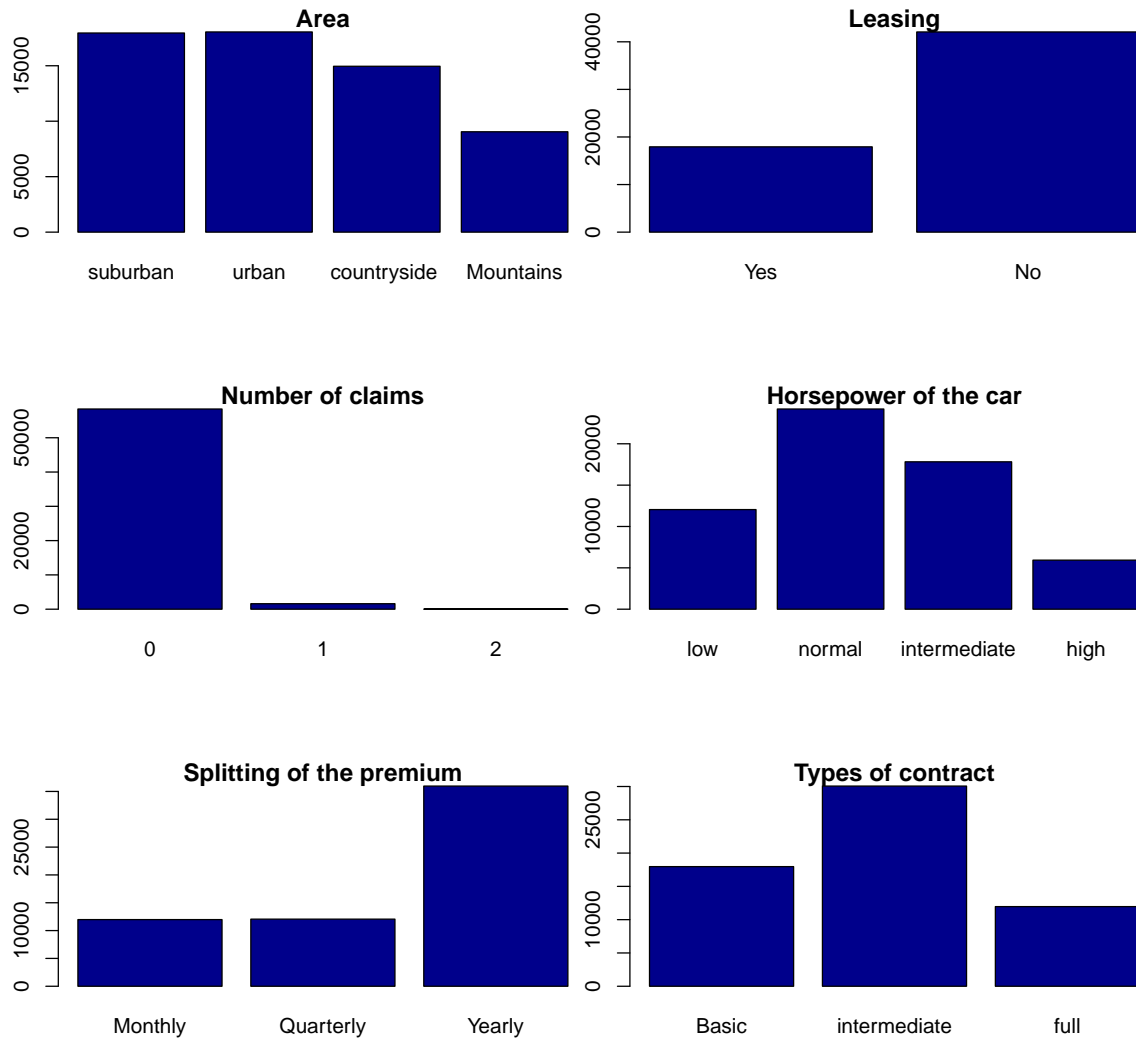 Area
15000
5000
0
suburban urban countryside Mountains
Leasing
40000
20000
0
Yes No
Number of claims
50000
20000
0
0 1 2
Horsepower of the car
20000
10000
0
low normal intermediate high
Splitting of the premium
25000
10000
0
Monthly Quarterly Yearly
Types of contract
25000
10000
0
Basic intermediate full